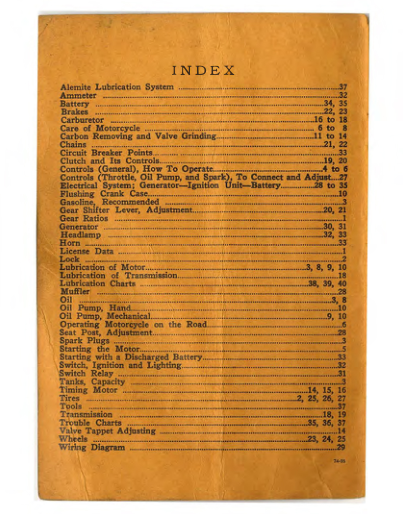 INDEX
Alemite Lubrication System 37
Ammeter 32
Battery 34, 35
Brakes 22, 23
Carburetor 16 to 18
Care of Motorcycle 6 to 8
Carbon Removing and Valve Grinding 11 to 14
Chains 21, 22
Circuit Breaker Points 33
Clutch and Its Controls 19, 20
Controls (General), How To Operate 4 to 6
Controls (Throttle, Oil Pump, and Spark), To Connect and Adjust 27
Electrical System; Generator—Ignition Unit—Battery 28 to 35
Flushing Crank Case 10
Gasoline, Recommended 3
Gear Shifter Lever, Adjustment 20, 21
Gear Ratios 1
Generator 30, 31
Headlamp 32, 33
Horn 33
License Data 1
Lock 2
Lubrication of Motor 3, 8, 9, 10
Lubrication of Transmission 18
Lubrication Charts 38, 39, 40
Muffler 28
Oil 3, 8
Oil Pump, Hand 10
Oil Pump, Mechanical 9, 10
Operating Motorcycle on the Road 6
Seat Post, Adjustment 28
Spark Plugs 3
Starting the Motor 5
Starting with a Discharged Battery 33
Switch, Ignition and Lighting 32
Switch Relay 31
Tanks, Capacity 3
Timing Motor 14, 15, 16
Tires 2, 25, 26, 27
Tools 37
Transmission 18, 19
Trouble Charts 35, 36, 37
Valve Tappet Adjusting 14
Wheels 23, 24, 25
Wiring Diagram 29